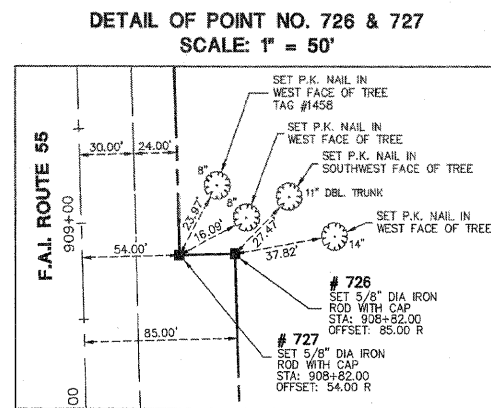 DETAIL OF POINT NO. 726 & 727
SCALE: 1" = 50'
SET P.K. NAIL IN
WEST FACE OF TREE
TAG #1458
SET P.K. NAIL IN
WEST FACE OF TREE
SET P.K. NAIL IN
SOUTHWEST FACE OF TREE
11" DBL. TRUNK
SET P.K. NAIL IN
WEST FACE OF TREE
14"
F.A.I. ROUTE 55
909+00
30.00'
24.00'
8"
8"
23.97'
16.09'
27.47'
37.82'
54.00'
85.00'
# 726
SET 5/8" DIA IRON
ROD WITH CAP
STA: 908+82.00
OFFSET: 85.00 R
# 727
SET 5/8" DIA IRON
ROD WITH CAP
STA: 908+82.00
OFFSET: 54.00 R
00